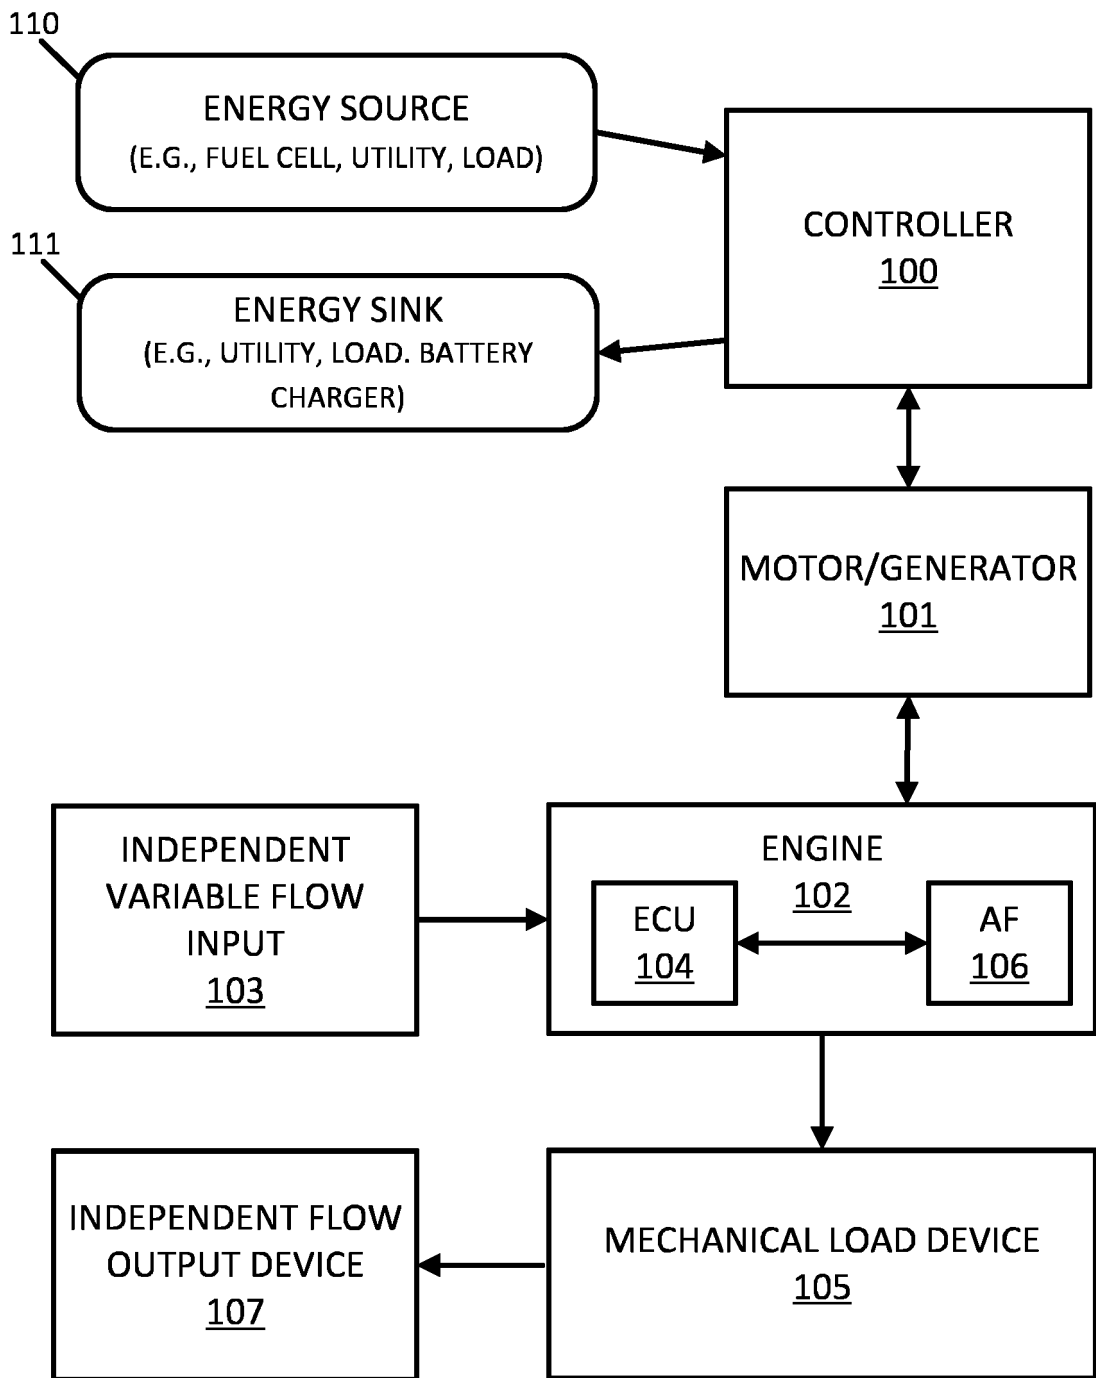 110
ENERGY SOURCE
(E.G., FUEL CELL, UTILITY, LOAD)
CONTROLLER
100
111
ENERGY SINK
(E.G., UTILITY, LOAD. BATTERY
CHARGER)
MOTOR/GENERATOR
101
INDEPENDENT
VARIABLE FLOW
INPUT
103
ENGINE
102
ECU
104
AF
106
INDEPENDENT FLOW
OUTPUT DEVICE
107
MECHANICAL LOAD DEVICE
105